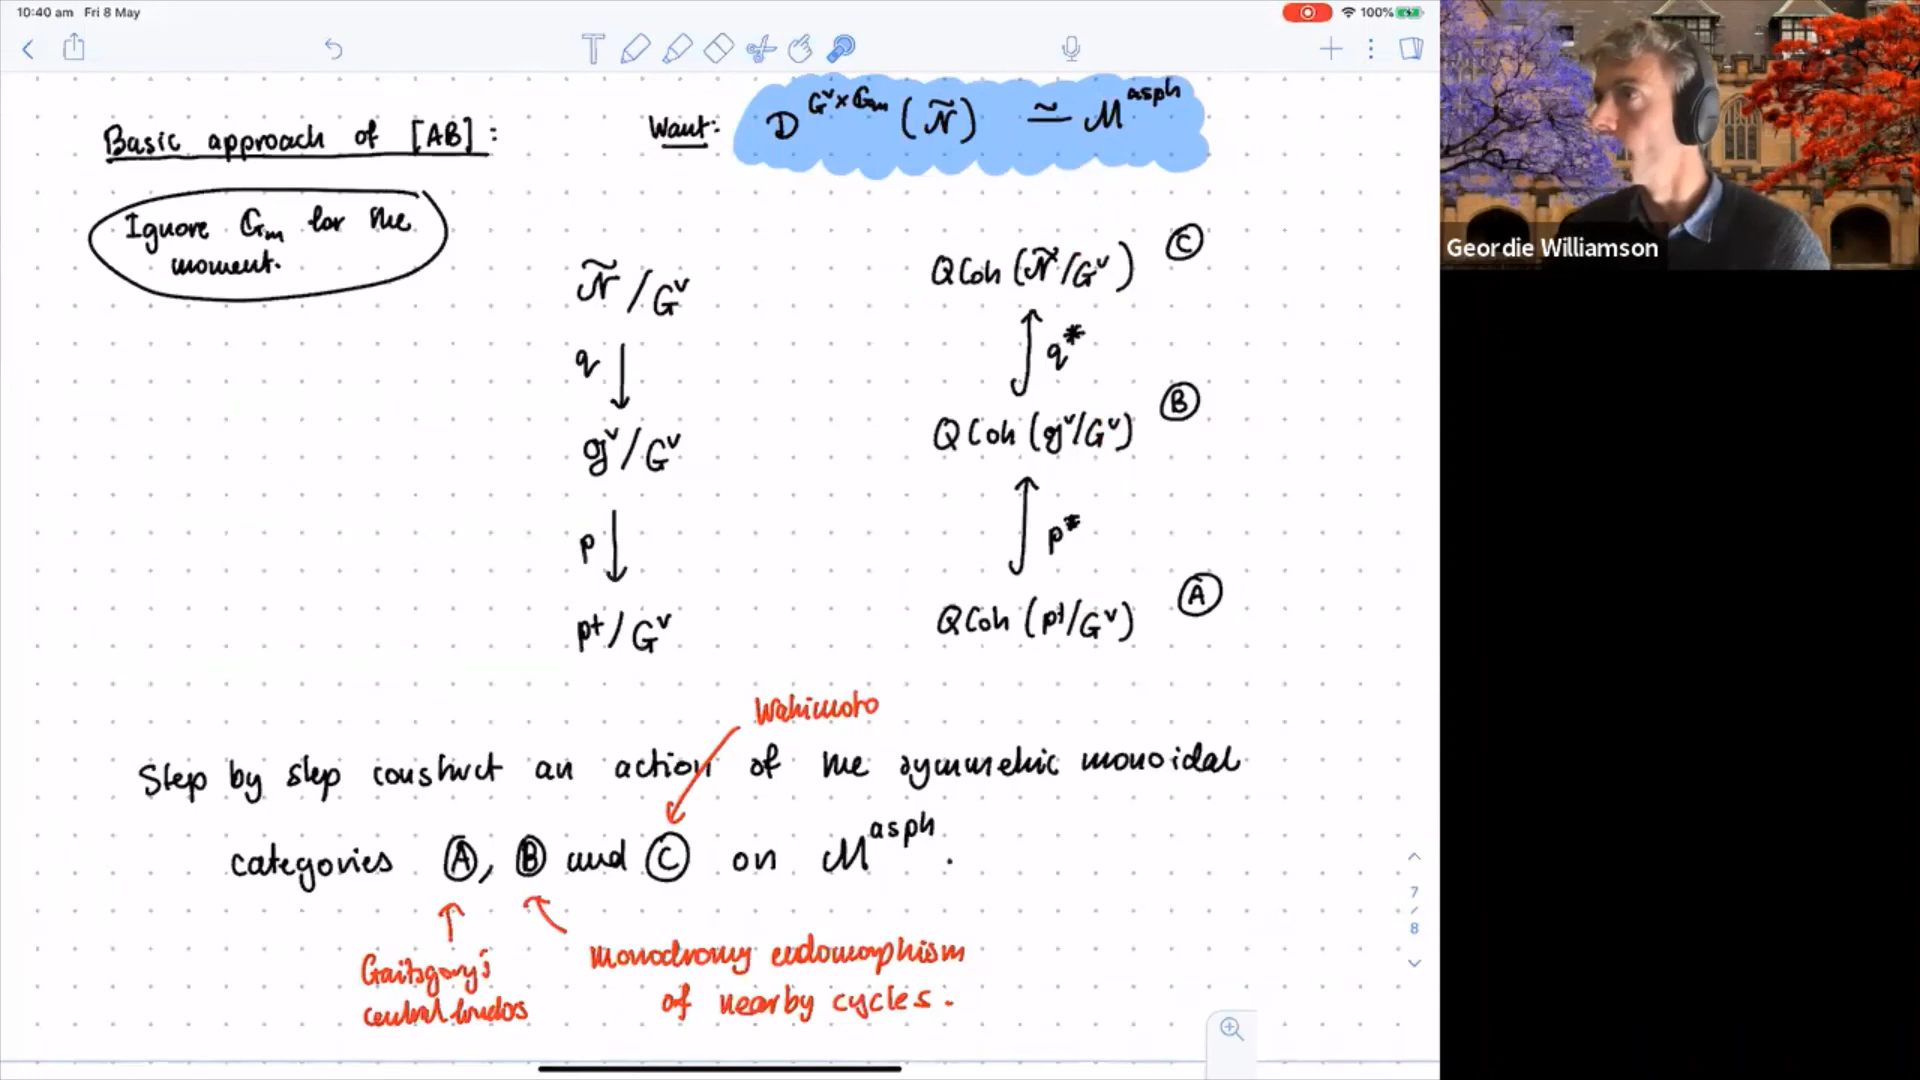 10:40 am Fri 8 May
100%
Basic approach of [AB]:
Want: D^{G^∨×G_m}(Ñ) ≃ M^{asph}
Ignore G_m for the
moment.
Ñ/G^∨
QCoh(Ñ/G^∨) Ⓒ
q
q*
g^∨/G^∨
QCoh(g^∨/G^∨) Ⓑ
p
p*
pt/G^∨
QCoh(pt/G^∨) Ⓐ
Wakimoto
Step by step construct an action of the symmetric monoidal
categories Ⓐ, Ⓑ and Ⓒ on M^{asph}.
Gaitsgory's
monodromy endomorphism
of nearby cycles.
central
7
/
8
Geordie Williamson